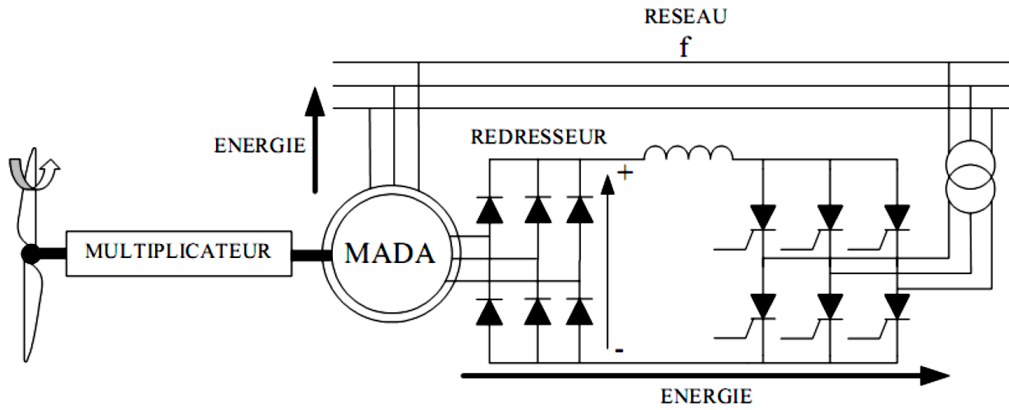 RESEAU
f
ENERGIE
REDRESSEUR
+
MULTIPLICATEUR
MADA
-
ENERGIE